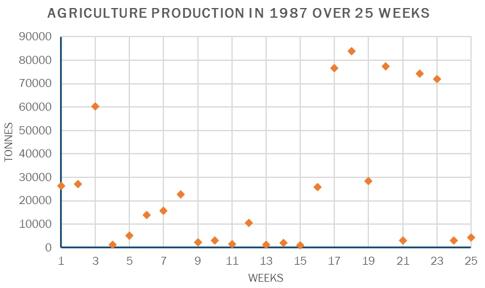 AGRICULTURE PRODUCTION IN 1987 OVER 25 WEEKS
90000
80000
70000
60000
50000
40000
30000
20000
10000
0
TONNES
1 3 5 7 9 11 13 15 17 19 21 23 25
WEEKS